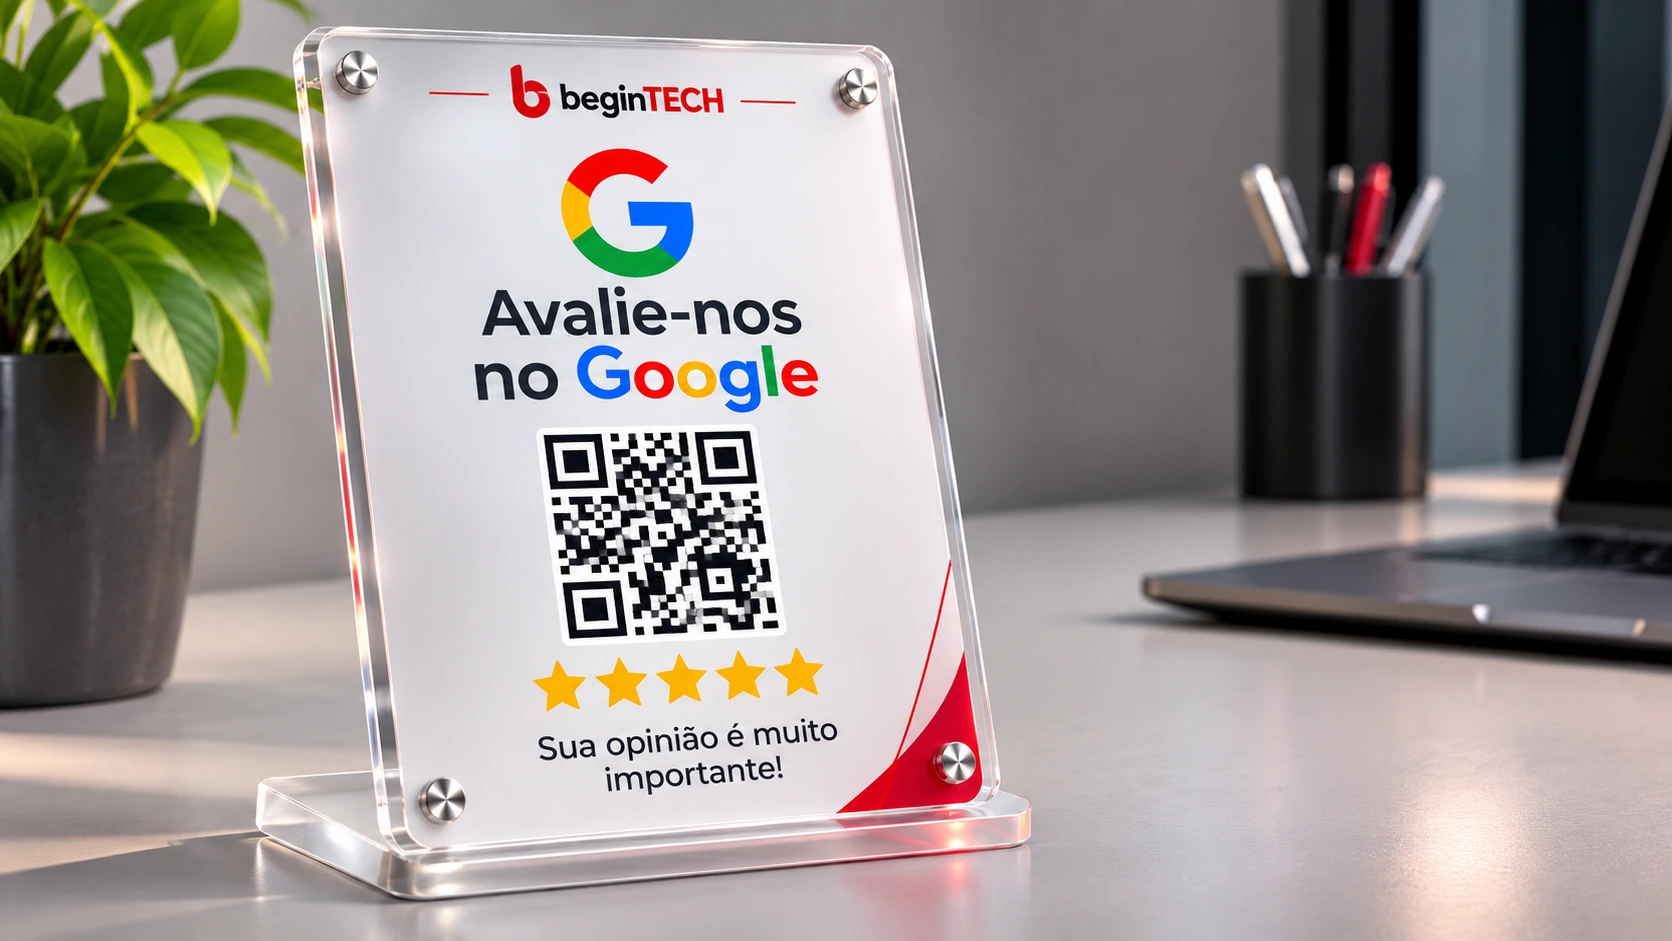 beginTECH
Avalie-nos
no Google
Sua opinião é muito
importante!